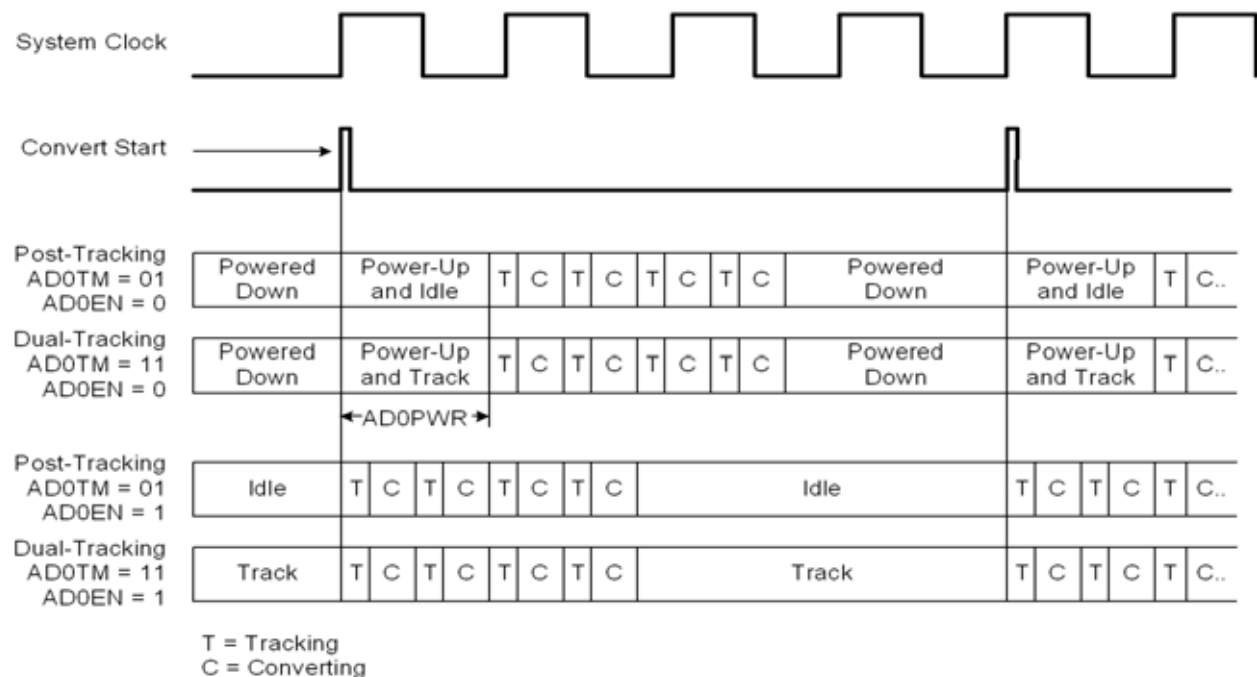 System Clock
Convert Start
Post-Tracking
AD0TM = 01
AD0EN = 0
Powered
Down
Power-Up
and Idle
T C T C T C T C
Powered
Down
Power-Up
and Idle
T C..
Dual-Tracking
AD0TM = 11
AD0EN = 0
Powered
Down
Power-Up
and Track
T C T C T C T C
Powered
Down
Power-Up
and Track
T C..
AD0PWR
Post-Tracking
AD0TM = 01
AD0EN = 1
Idle
T C T C T C T C
Idle
T C T C T C..
Dual-Tracking
AD0TM = 11
AD0EN = 1
Track
T C T C T C T C
Track
T C T C T C..
T = Tracking
C = Converting